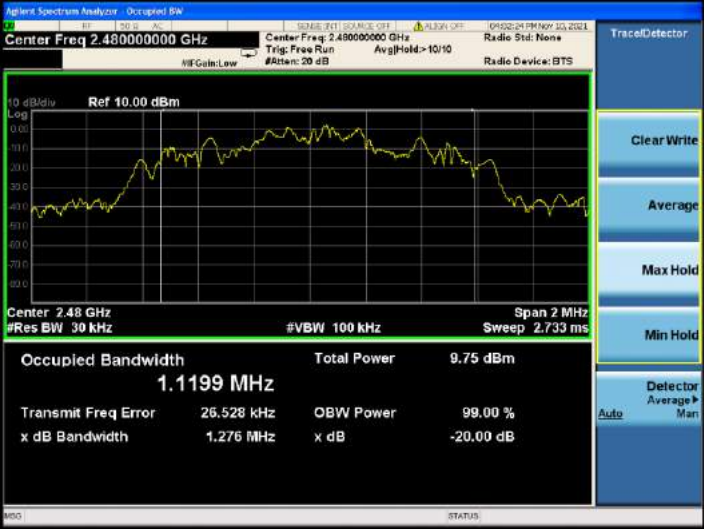 Agilent Spectrum Analyzer - Occupied BW
RF 50 Ω AC SENSE:INT SOURCE OFF ALIGN OFF 04:02:24 PM Nov 10, 2021
Center Freq 2.480000000 GHz
Center Freq: 2.480000000 GHz
Radio Std: None
Trig: Free Run Avg|Hold:>10/10
#IFGain:Low #Atten: 20 dB Radio Device: BTS
10 dB/div Ref 10.00 dBm
Log
0.00
Center 2.48 GHz Span 2 MHz
#Res BW 30 kHz #VBW 100 kHz Sweep 2.733 ms
Occupied Bandwidth Total Power 9.75 dBm
1.1199 MHz
Transmit Freq Error 26.528 kHz OBW Power 99.00 %
x dB Bandwidth 1.276 MHz x dB -20.00 dB
MSG STATUS
Trace/Detector
Clear Write
Average
Max Hold
Min Hold
Detector
Average
Auto Man